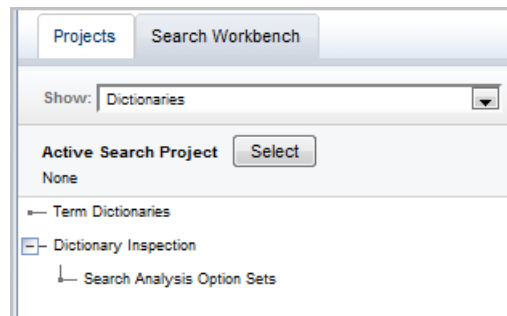 Projects Search Workbench
Show: Dictionaries
Active Search Project Select
None
Term Dictionaries
Dictionary Inspection
Search Analysis Option Sets